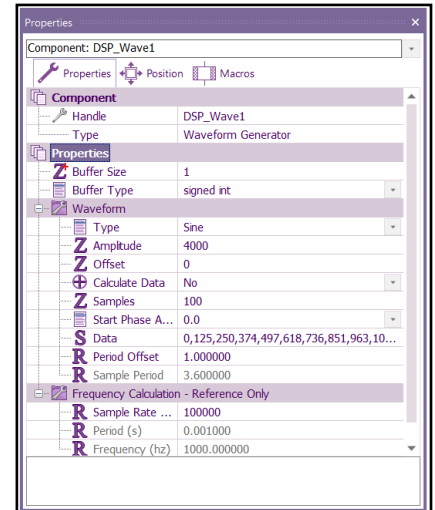 Properties
Component: DSP_Wave1
Properties Position Macros
Component
Handle DSP_Wave1
Type Waveform Generator
Properties
Buffer Size 1
Buffer Type signed int
Waveform
Type Sine
Amplitude 4000
Offset 0
Calculate Data No
Samples 100
Start Phase A... 0.0
Data 0,125,250,374,497,618,736,851,963,10...
Period Offset 1.000000
Sample Period 3.600000
Frequency Calculation - Reference Only
Sample Rate ... 100000
Period (s) 0.001000
Frequency (hz) 1000.000000